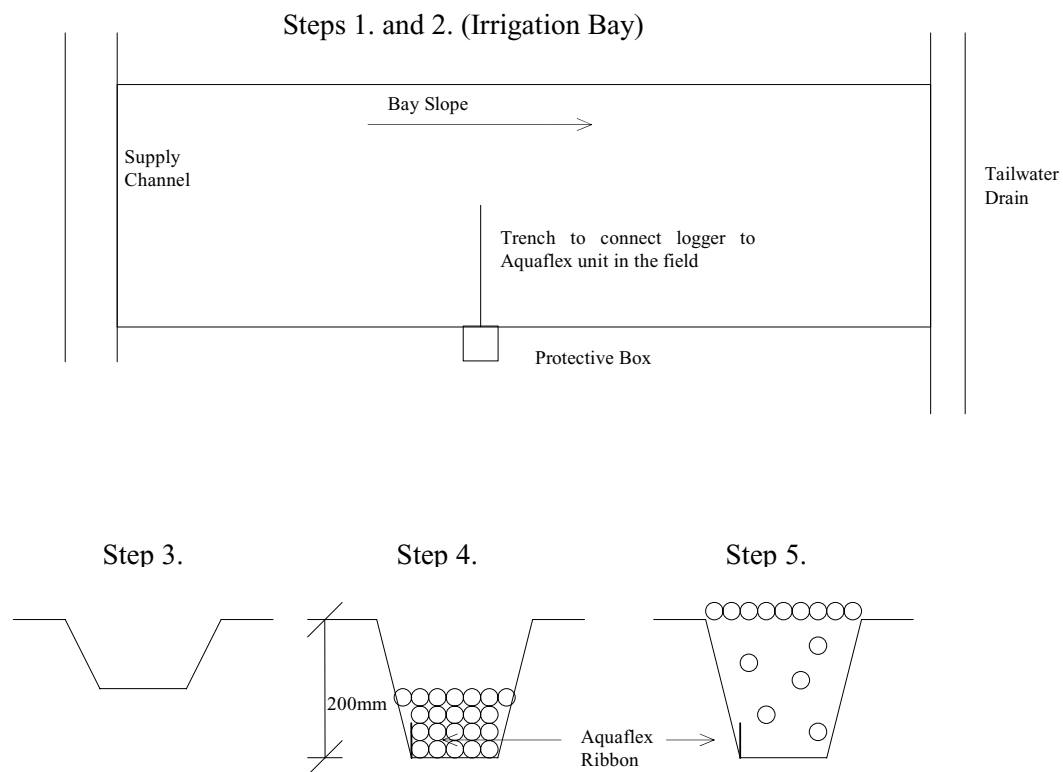 Steps 1. and 2. (Irrigation Bay)
Bay Slope
Supply
Channel
Tailwater
Drain
Trench to connect logger to
Aquaflex unit in the field
Protective Box
Step 3.
Step 4.
Step 5.
200mm
Aquaflex
Ribbon